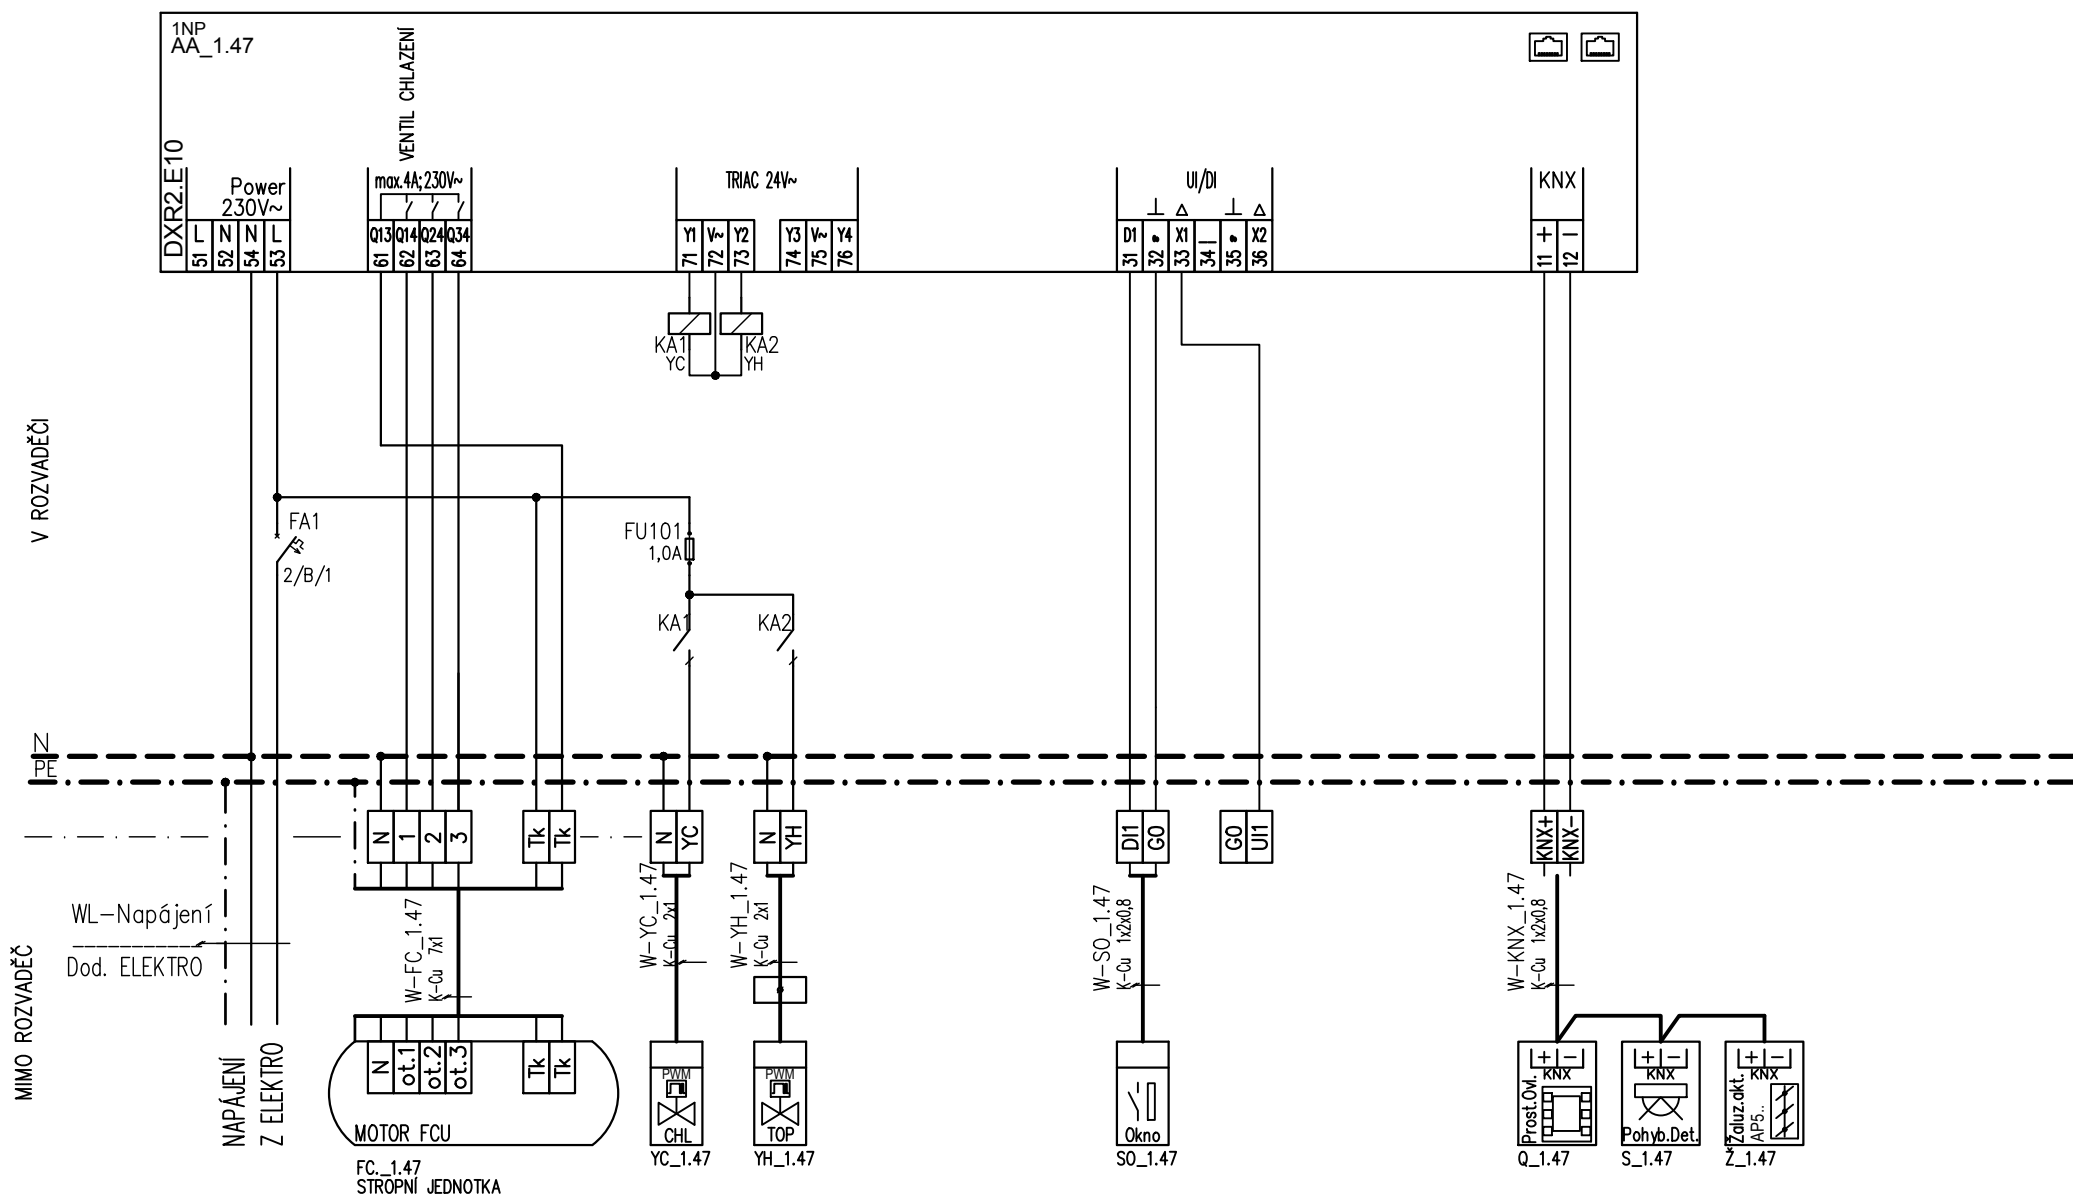 1NP
AA_1.47
VENTIL CHLAZENÍ
DXR2.E10
Power
230V~
L N N L
51 52 54 53
max.4A;230V~
Q13 Q14 Q24 Q34
61 62 63 64
TRIAC 24V~
Y1 V~ Y2
71 72 73
Y3 V~ Y4
74 75 76
UI/DI
⊥ △ ⊥ △
D1 X1 X2
31 32 33 34 35 36
KNX
+ −
11 12
KA1
YC
KA2
YH
V ROZVADĚČI
FA1
2/B/1
FU101
1,0A
KA1
KA2
N
PE
N 1 2 3
Tk Tk
N YC
N YH
DI1 GO
GO UI1
KNX+ KNX-
WL-Napájení
Dod. ELEKTRO
MIMO ROZVADĚČ
W-FC_1.47
K-Cu 7x1
W-YC_1.47
K-Cu 2x1
W-YH_1.47
K-Cu 2x1
W-SO_1.47
K-Cu 1x2x0,8
W-KNX_1.47
K-Cu 1x2x0,8
NAPÁJENÍ
Z ELEKTRO
N ot.1 ot.2 ot.3
Tk Tk
MOTOR FCU
FC._1.47
STROPNÍ JEDNOTKA
PWM
CHL
YC_1.47
PWM
TOP
YH_1.47
Okno
SO_1.47
+ −
KNX
Prost.Ovl.
Q_1.47
+ −
KNX
Pohyb.Det.
S_1.47
+ −
KNX
Žaluz.akt.
AP5..
Ž_1.47